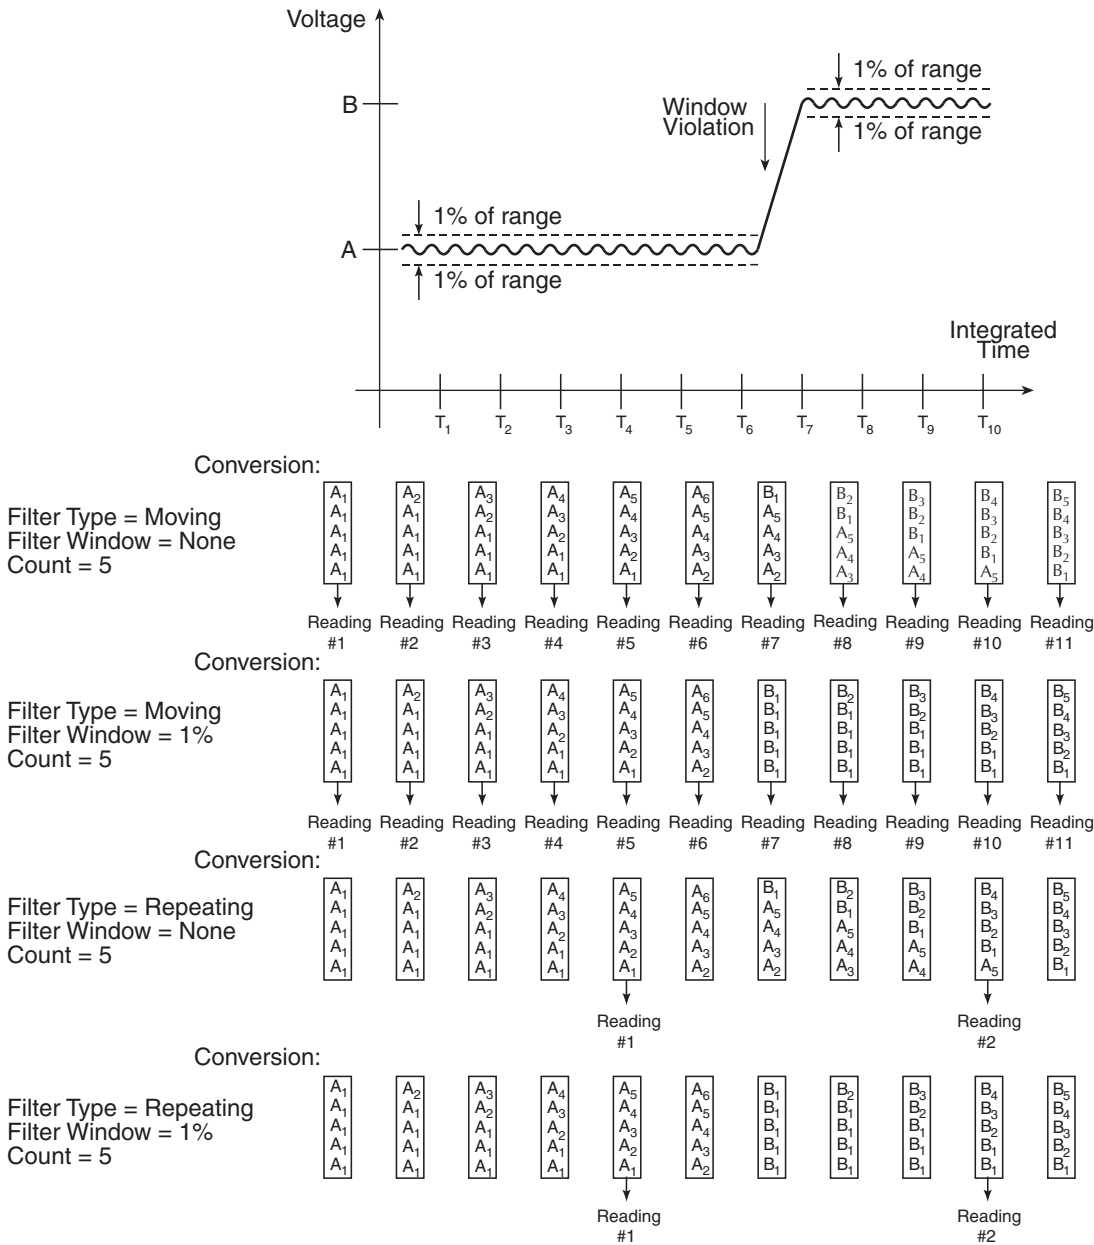 Voltage
1% of range
B
Window
Violation
1% of range
1% of range
A
1% of range
Integrated
Time
T1 T2 T3 T4 T5 T6 T7 T8 T9 T10
Conversion:
Filter Type = Moving
Filter Window = None
Count = 5
A1 A2 A3 A4 A5 A6 B1 B2 B3 B4 B5
A1 A1 A2 A3 A4 A5 A5 B1 B2 B3 B4
A1 A1 A1 A2 A3 A4 A4 A5 B1 B2 B3
A1 A1 A1 A1 A2 A3 A3 A4 A5 B1 B2
A1 A1 A1 A1 A1 A2 A2 A3 A4 A5 B1
Reading Reading Reading Reading Reading Reading Reading Reading Reading Reading Reading
#1 #2 #3 #4 #5 #6 #7 #8 #9 #10 #11
Conversion:
Filter Type = Moving
Filter Window = 1%
Count = 5
A1 A2 A3 A4 A5 A6 B1 B2 B3 B4 B5
A1 A1 A2 A3 A4 A5 B1 B1 B2 B3 B4
A1 A1 A1 A2 A3 A4 B1 B1 B1 B2 B3
A1 A1 A1 A1 A2 A3 B1 B1 B1 B1 B2
A1 A1 A1 A1 A1 A2 B1 B1 B1 B1 B1
Reading Reading Reading Reading Reading Reading Reading Reading Reading Reading Reading
#1 #2 #3 #4 #5 #6 #7 #8 #9 #10 #11
Conversion:
Filter Type = Repeating
Filter Window = None
Count = 5
A1 A2 A3 A4 A5 A6 B1 B2 B3 B4 B5
A1 A1 A2 A3 A4 A5 A5 B1 B2 B3 B4
A1 A1 A1 A2 A3 A4 A4 A5 B1 B2 B3
A1 A1 A1 A1 A2 A3 A3 A4 A5 B1 B2
A1 A1 A1 A1 A1 A2 A2 A3 A4 A5 B1
Reading Reading
#1 #2
Conversion:
Filter Type = Repeating
Filter Window = 1%
Count = 5
A1 A2 A3 A4 A5 A6 B1 B2 B3 B4 B5
A1 A1 A2 A3 A4 A5 B1 B1 B2 B3 B4
A1 A1 A1 A2 A3 A4 B1 B1 B1 B2 B3
A1 A1 A1 A1 A2 A3 B1 B1 B1 B1 B2
A1 A1 A1 A1 A1 A2 B1 B1 B1 B1 B1
Reading Reading
#1 #2